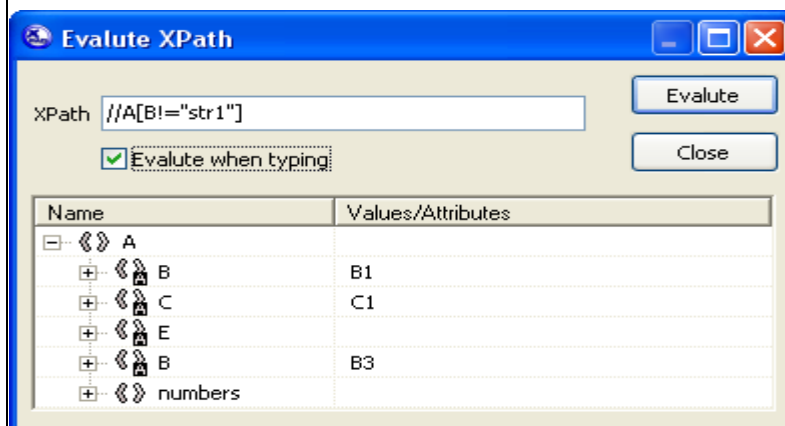 Evalute XPath
XPath //A[B!="str1"] Evalute
Evalute when typing Close
Name Values/Attributes
A
B B1
C C1
E
B B3
numbers